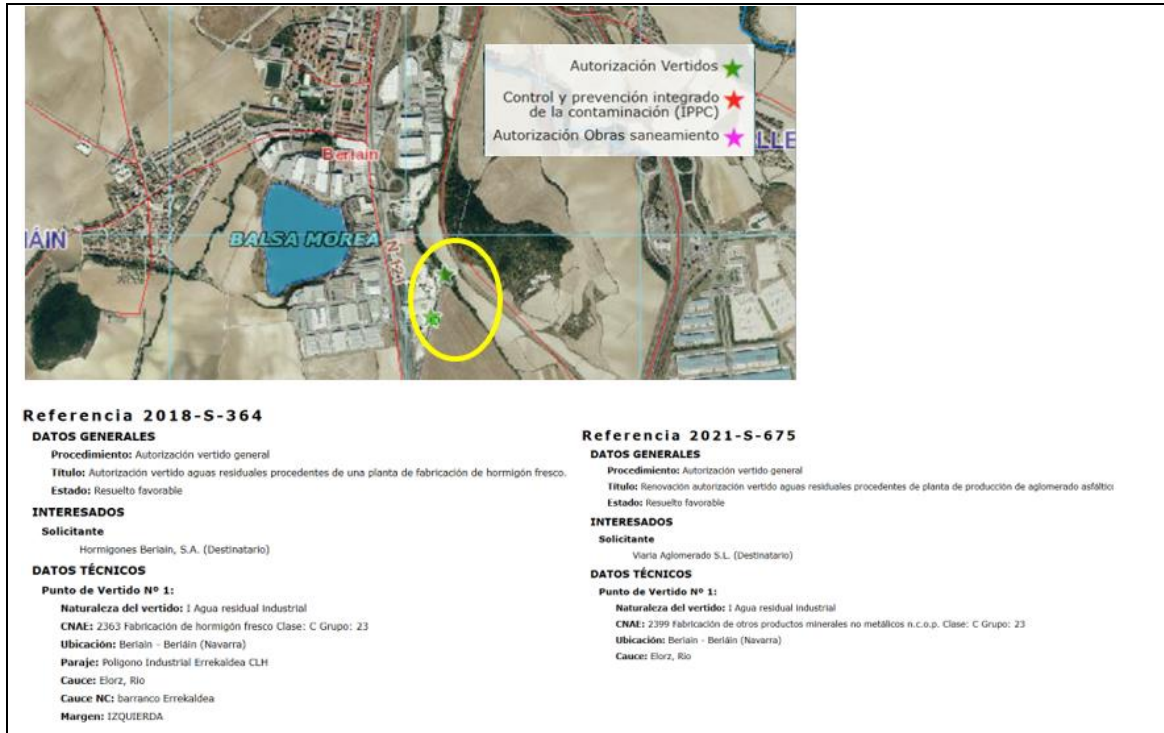 Autorización Vertidos
Control y prevención integrado
de la contaminación (IPPC)
Autorización Obras saneamiento
LLE
Beriain
ÁIN
BALSA MOREA
N-121
Referencia 2018-S-364
DATOS GENERALES
Procedimiento: Autorización vertido general
Título: Autorización vertido aguas residuales procedentes de una planta de fabricación de hormigón fresco.
Estado: Resuelto favorable
INTERESADOS
Solicitante
Hormigones Beriain, S.A. (Destinatario)
DATOS TÉCNICOS
Punto de Vertido Nº 1:
Naturaleza del vertido: I Agua residual industrial
CNAE: 2363 Fabricación de hormigón fresco Clase: C Grupo: 23
Ubicación: Beriain - Beriáin (Navarra)
Paraje: Poligono Industrial Errekaldea CLH
Cauce: Elorz, Rio
Cauce NC: barranco Errekaldea
Margen: IZQUIERDA
Referencia 2021-S-675
DATOS GENERALES
Procedimiento: Autorización vertido general
Título: Renovación autorización vertido aguas residuales procedentes de planta de producción de aglomerado asfáltico
Estado: Resuelto favorable
INTERESADOS
Solicitante
Viaria Aglomerado S.L. (Destinatario)
DATOS TÉCNICOS
Punto de Vertido Nº 1:
Naturaleza del vertido: I Agua residual industrial
CNAE: 2399 Fabricación de otros productos minerales no metálicos n.c.o.p. Clase: C Grupo: 23
Ubicación: Beriain - Beriáin (Navarra)
Cauce: Elorz, Rio